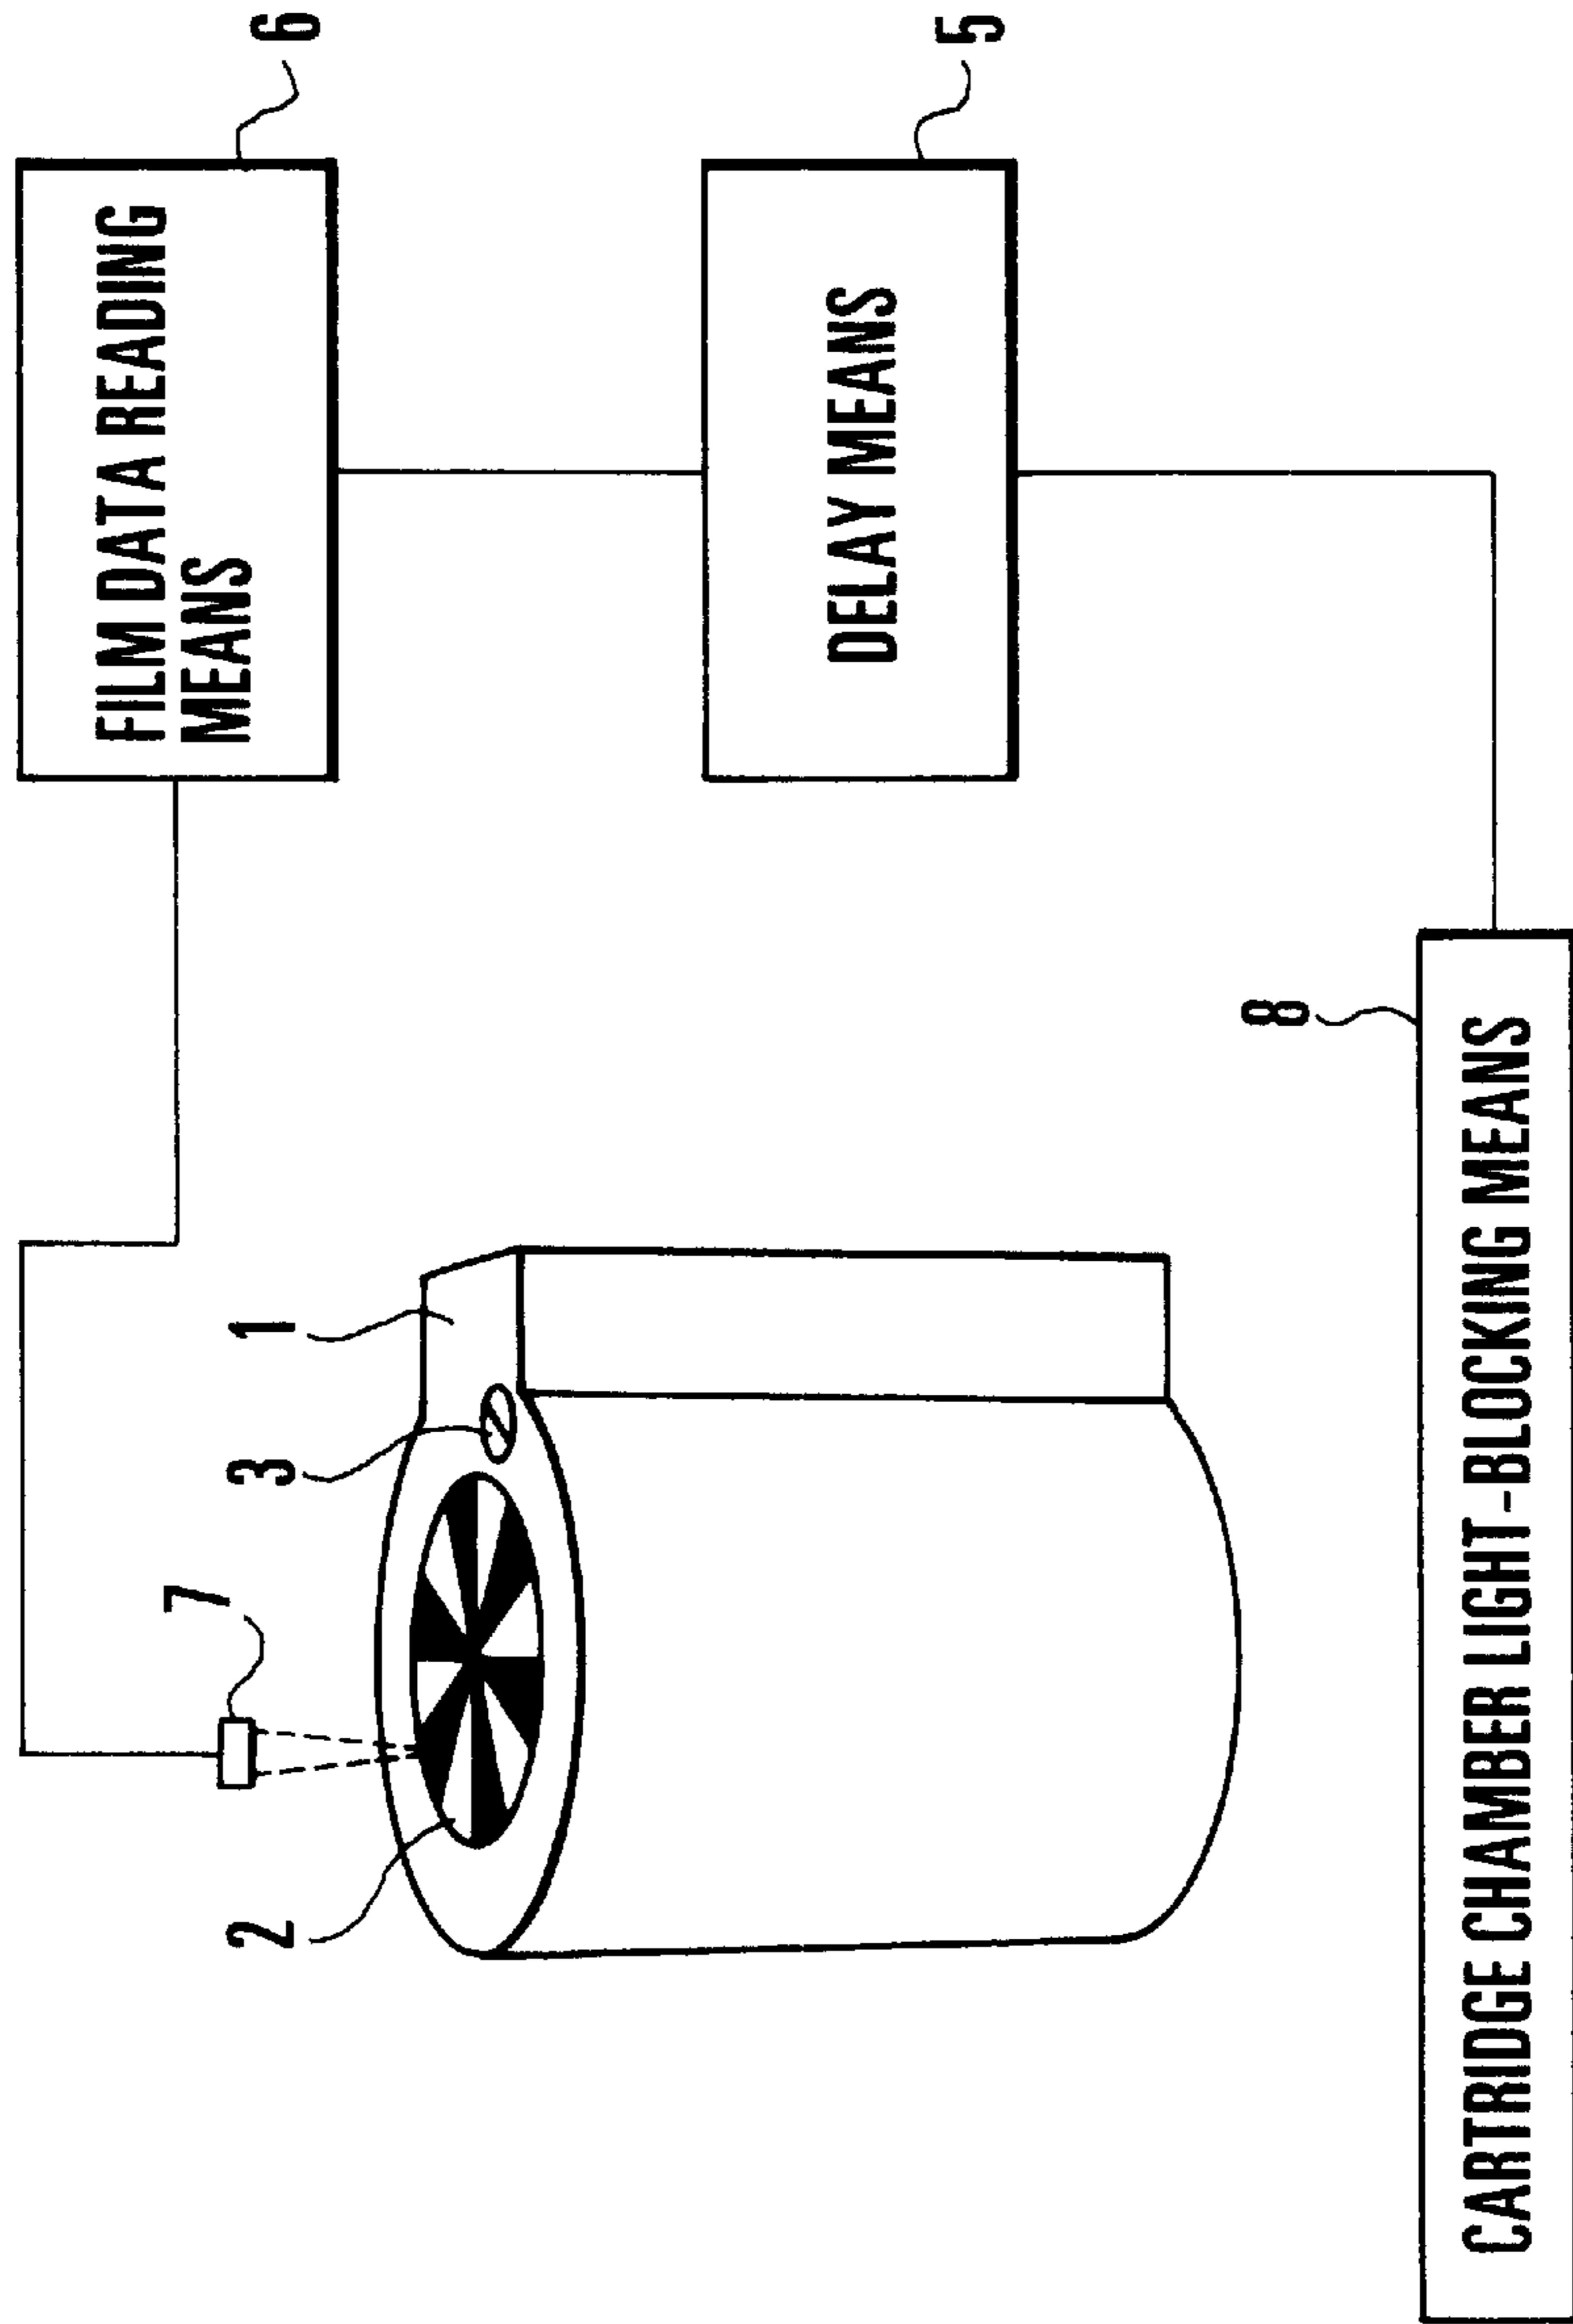 FILM DATA READING
MEANS
6
7
1
2
3
DELAY MEANS
5
8
CARTRIDGE CHAMBER LIGHT-BLOCKING MEANS